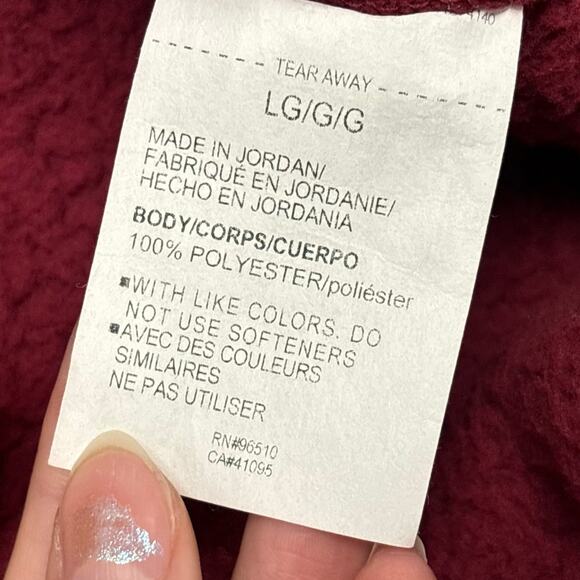 4140
TEAR AWAY
LG/G/G
MADE IN JORDAN/
FABRIQUÉ EN JORDANIE/
HECHO EN JORDANIA
BODY/CORPS/CUERPO
100% POLYESTER/poliéster
▪WITH LIKE COLORS. DO
NOT USE SOFTENERS
▪AVEC DES COULEURS
SIMILAIRES
NE PAS UTILISER
RN#96510
CA#41095